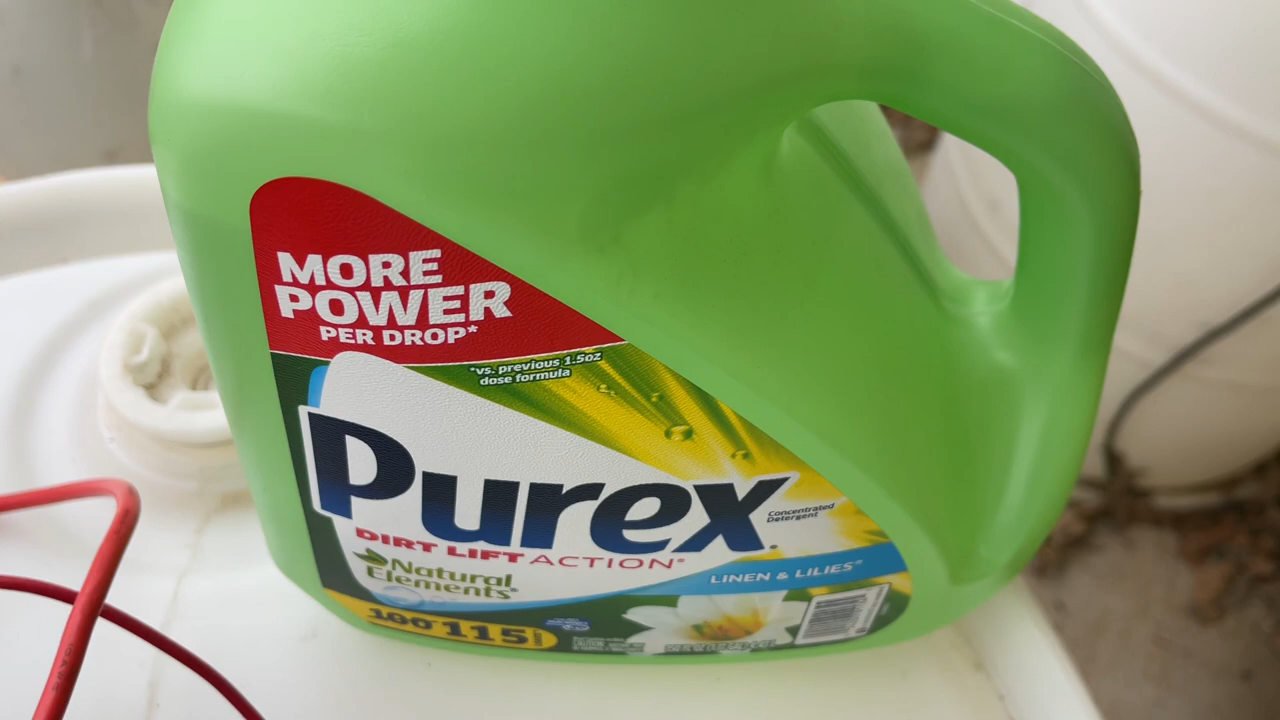 MORE
POWER
PER DROP*
*vs. previous 1.5oz
dose formula
Purex®
Concentrated
Detergent
DIRT LIFT ACTION®
Natural
Elements®
LINEN & LILIES®
100 115